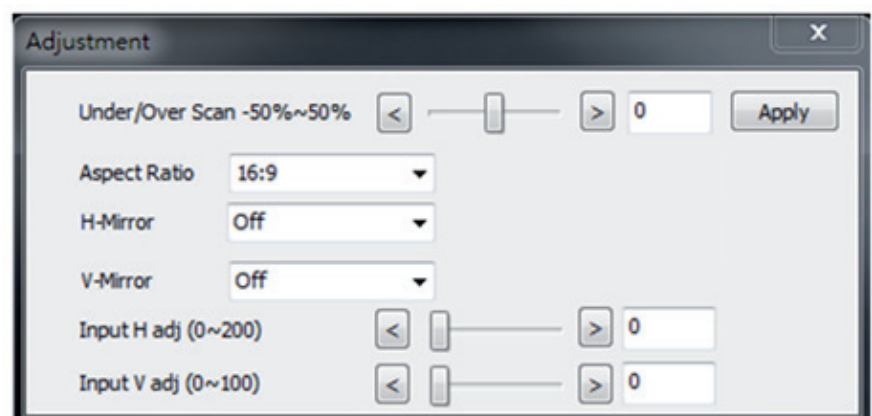 Adjustment x
Under/Over Scan -50%~50% < > 0 Apply
Aspect Ratio 16:9
H-Mirror Off
V-Mirror Off
Input H adj (0~200) < > 0
Input V adj (0~100) < > 0